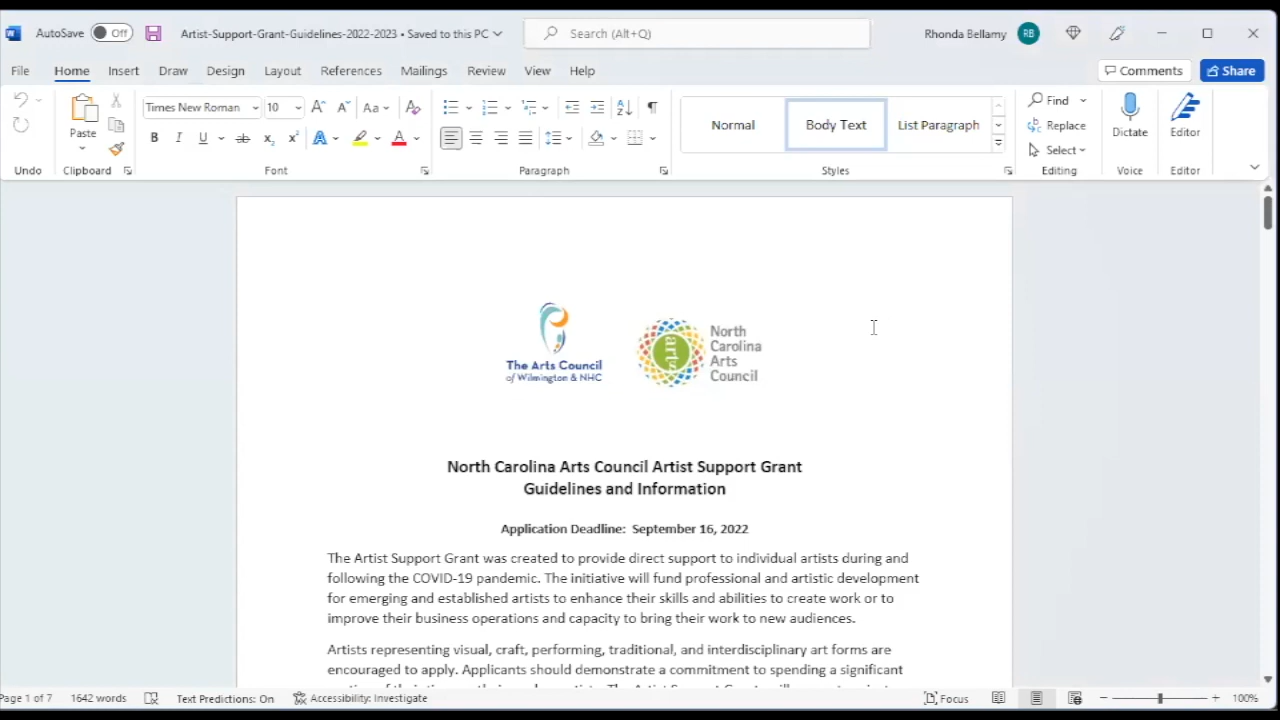 AutoSave Off Artist-Support-Grant-Guidelines-2022-2023 • Saved to this PC Search (Alt+Q) Rhonda Bellamy RB
File Home Insert Draw Design Layout References Mailings Review View Help Comments Share
Times New Roman 10 Aa Find
Paste Normal Body Text List Paragraph Replace Dictate Editor
B I U ab x₂ x² A A Select
Undo Clipboard Font Paragraph Styles Editing Voice Editor
The Arts Council
of Wilmington & NHC
arts
North
Carolina
Arts
Council
North Carolina Arts Council Artist Support Grant
Guidelines and Information
Application Deadline: September 16, 2022
The Artist Support Grant was created to provide direct support to individual artists during and
following the COVID-19 pandemic. The initiative will fund professional and artistic development
for emerging and established artists to enhance their skills and abilities to create work or to
improve their business operations and capacity to bring their work to new audiences.
Artists representing visual, craft, performing, traditional, and interdisciplinary art forms are
encouraged to apply. Applicants should demonstrate a commitment to spending a significant
Page 1 of 7 1642 words Text Predictions: On Accessibility: Investigate Focus 100%